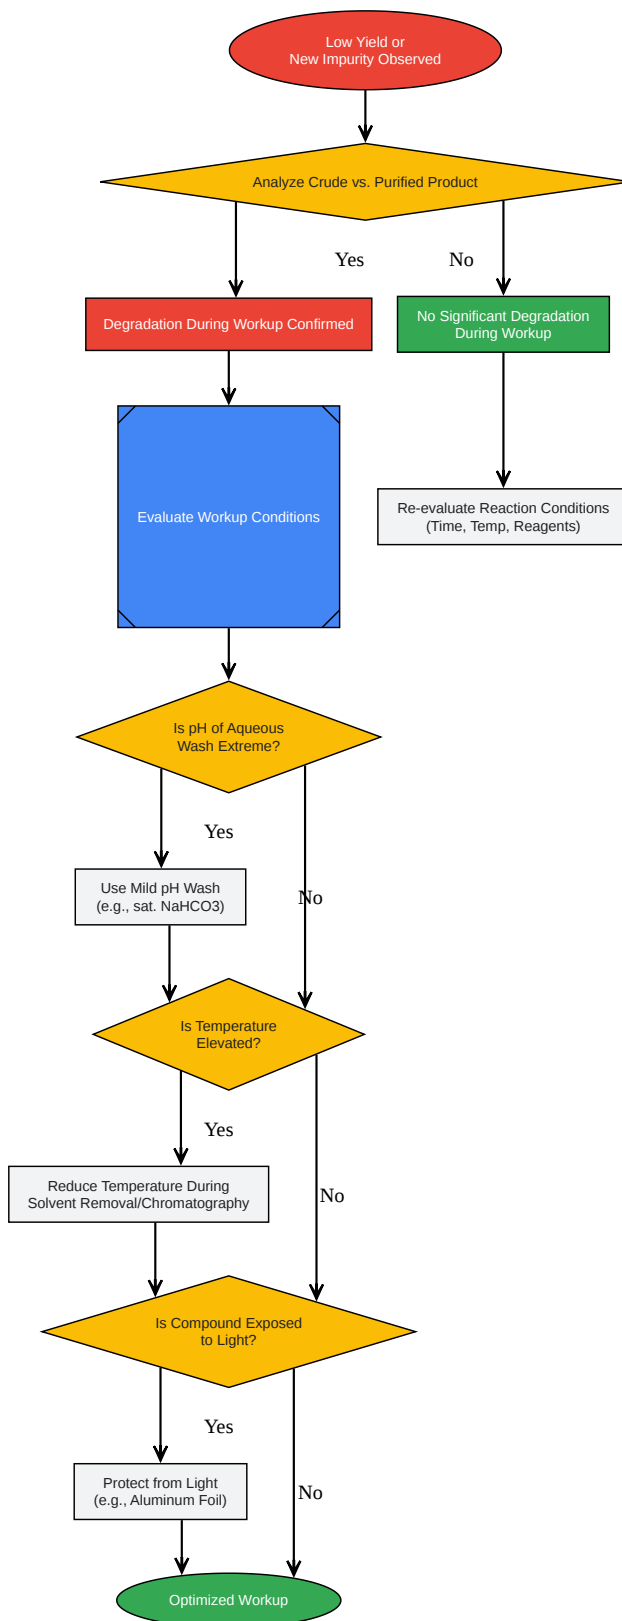 Low Yield or
New Impurity Observed
Analyze Crude vs. Purified Product
Yes
No
Degradation During Workup Confirmed
No Significant Degradation
During Workup
Evaluate Workup Conditions
Re-evaluate Reaction Conditions
(Time, Temp, Reagents)
Is pH of Aqueous
Wash Extreme?
Yes
Use Mild pH Wash
(e.g., sat. NaHCO3)
No
Is Temperature
Elevated?
Yes
Reduce Temperature During
Solvent Removal/Chromatography
No
Is Compound Exposed
to Light?
Yes
Protect from Light
(e.g., Aluminum Foil)
No
Optimized Workup